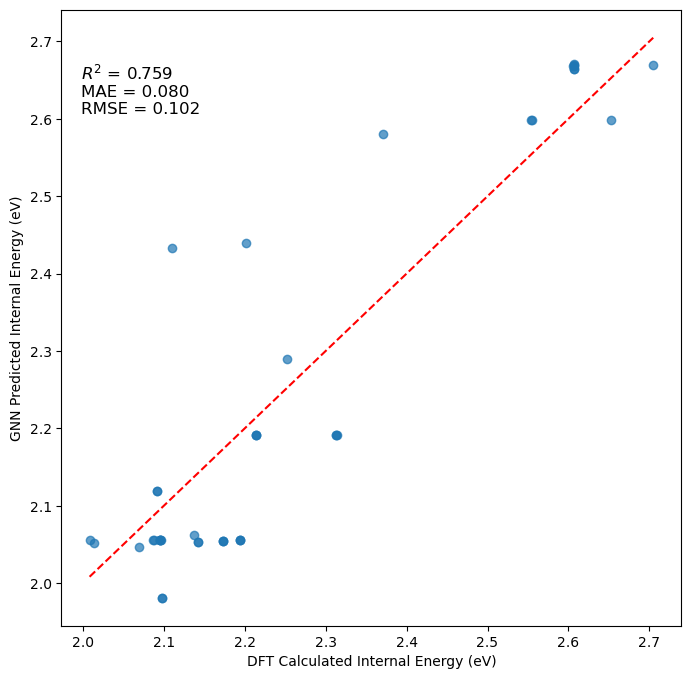 2.7
R² = 0.759
MAE = 0.080
RMSE = 0.102
2.6
2.5
2.4
2.3
2.2
2.1
2.0
GNN Predicted Internal Energy (eV)
2.0 2.1 2.2 2.3 2.4 2.5 2.6 2.7
DFT Calculated Internal Energy (eV)